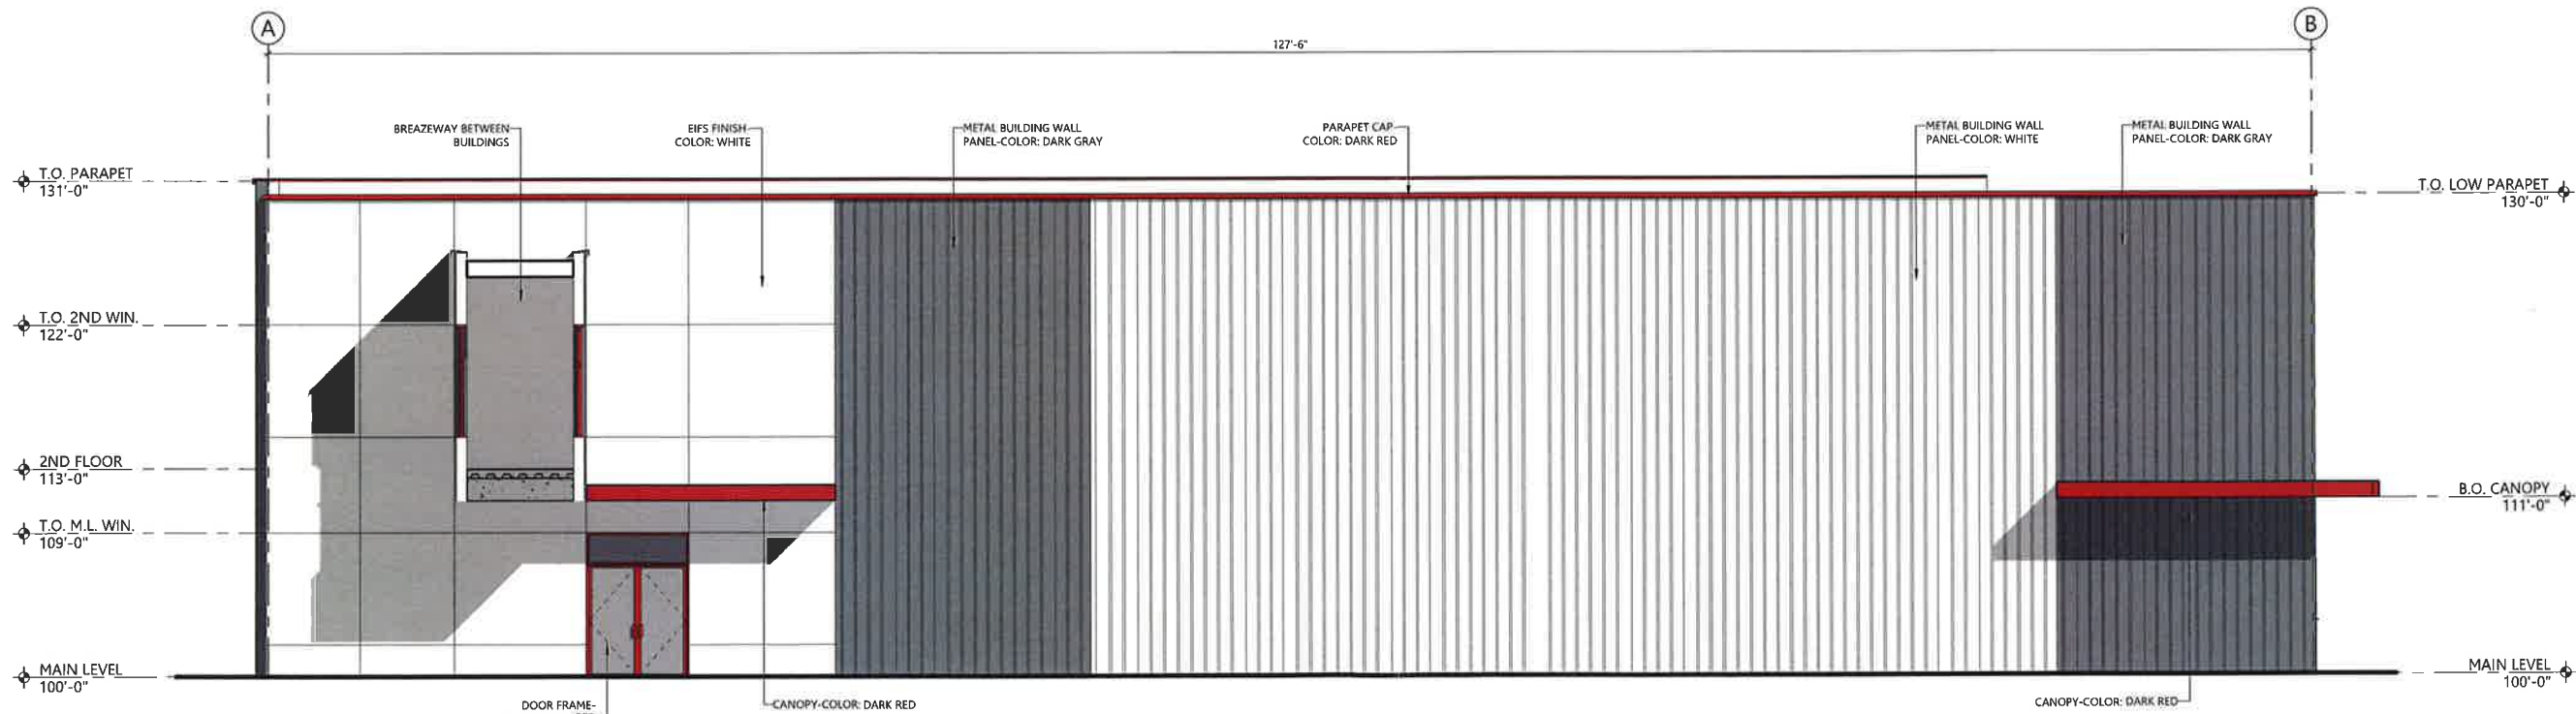 A
B
127'-6"
BREAZEWAY BETWEEN
BUILDINGS
EIFS FINISH
COLOR: WHITE
METAL BUILDING WALL
PANEL-COLOR: DARK GRAY
PARAPET CAP
COLOR: DARK RED
METAL BUILDING WALL
PANEL-COLOR: WHITE
METAL BUILDING WALL
PANEL-COLOR: DARK GRAY
T.O. PARAPET
131'-0"
T.O. LOW PARAPET
130'-0"
T.O. 2ND WIN.
122'-0"
2ND FLOOR
113'-0"
B.O. CANOPY
111'-0"
T.O. M.L. WIN.
109'-0"
MAIN LEVEL
100'-0"
MAIN LEVEL
100'-0"
DOOR FRAME-
CANOPY-COLOR: DARK RED
CANOPY-COLOR: DARK RED